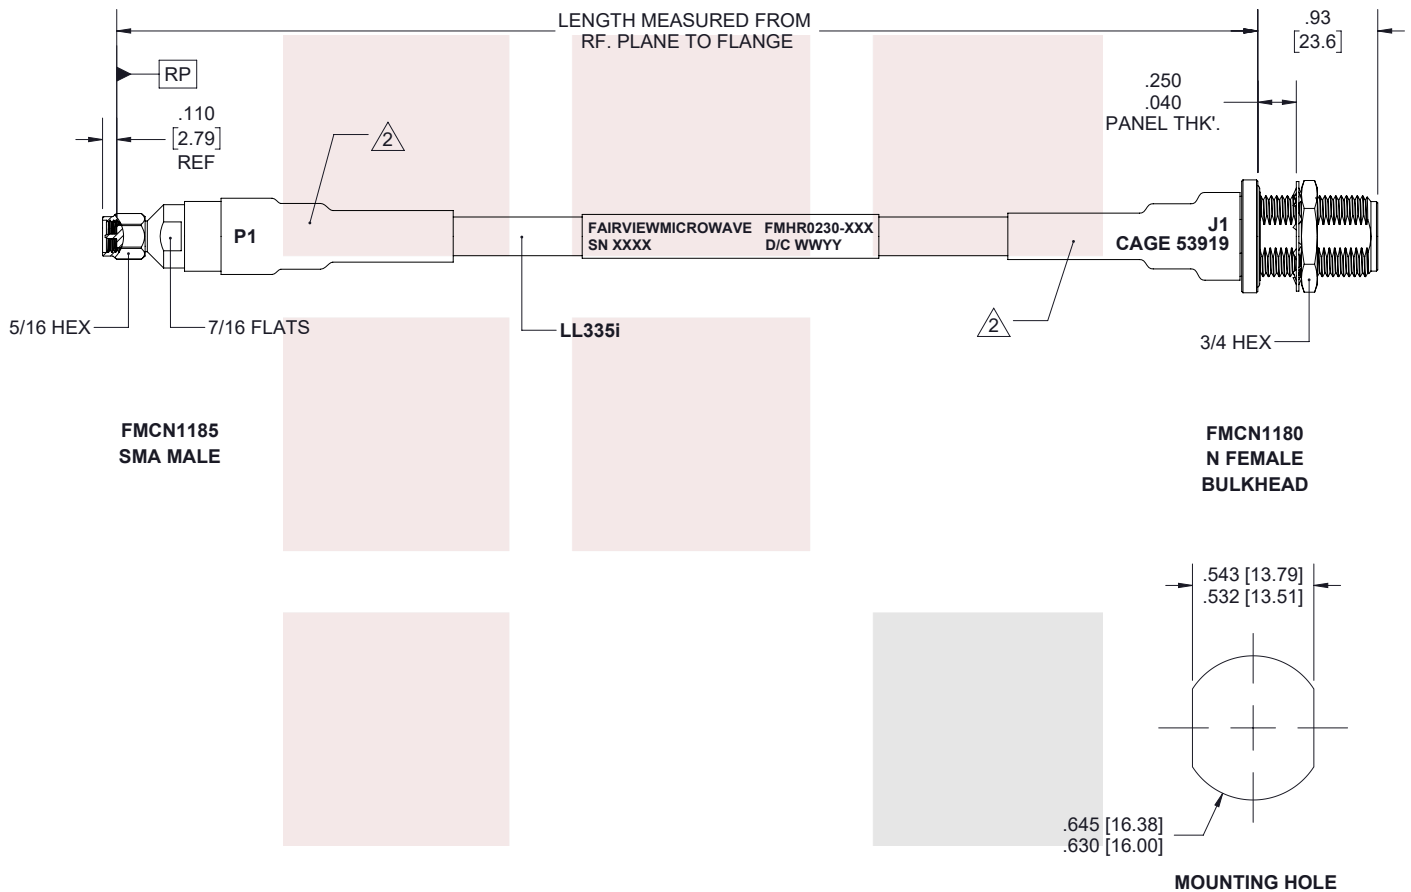 LENGTH MEASURED FROM
RF. PLANE TO FLANGE
.93
[23.6]
RP
.110
[2.79]
REF
2
.250
.040
PANEL THK'.
P1
FAIRVIEWMICROWAVE FMHR0230-XXX
SN XXXX D/C WWYY
J1
CAGE 53919
5/16 HEX
7/16 FLATS
LL335i
2
3/4 HEX
FMCN1185
SMA MALE
FMCN1180
N FEMALE
BULKHEAD
.543 [13.79]
.532 [13.51]
.645 [16.38]
.630 [16.00]
MOUNTING HOLE